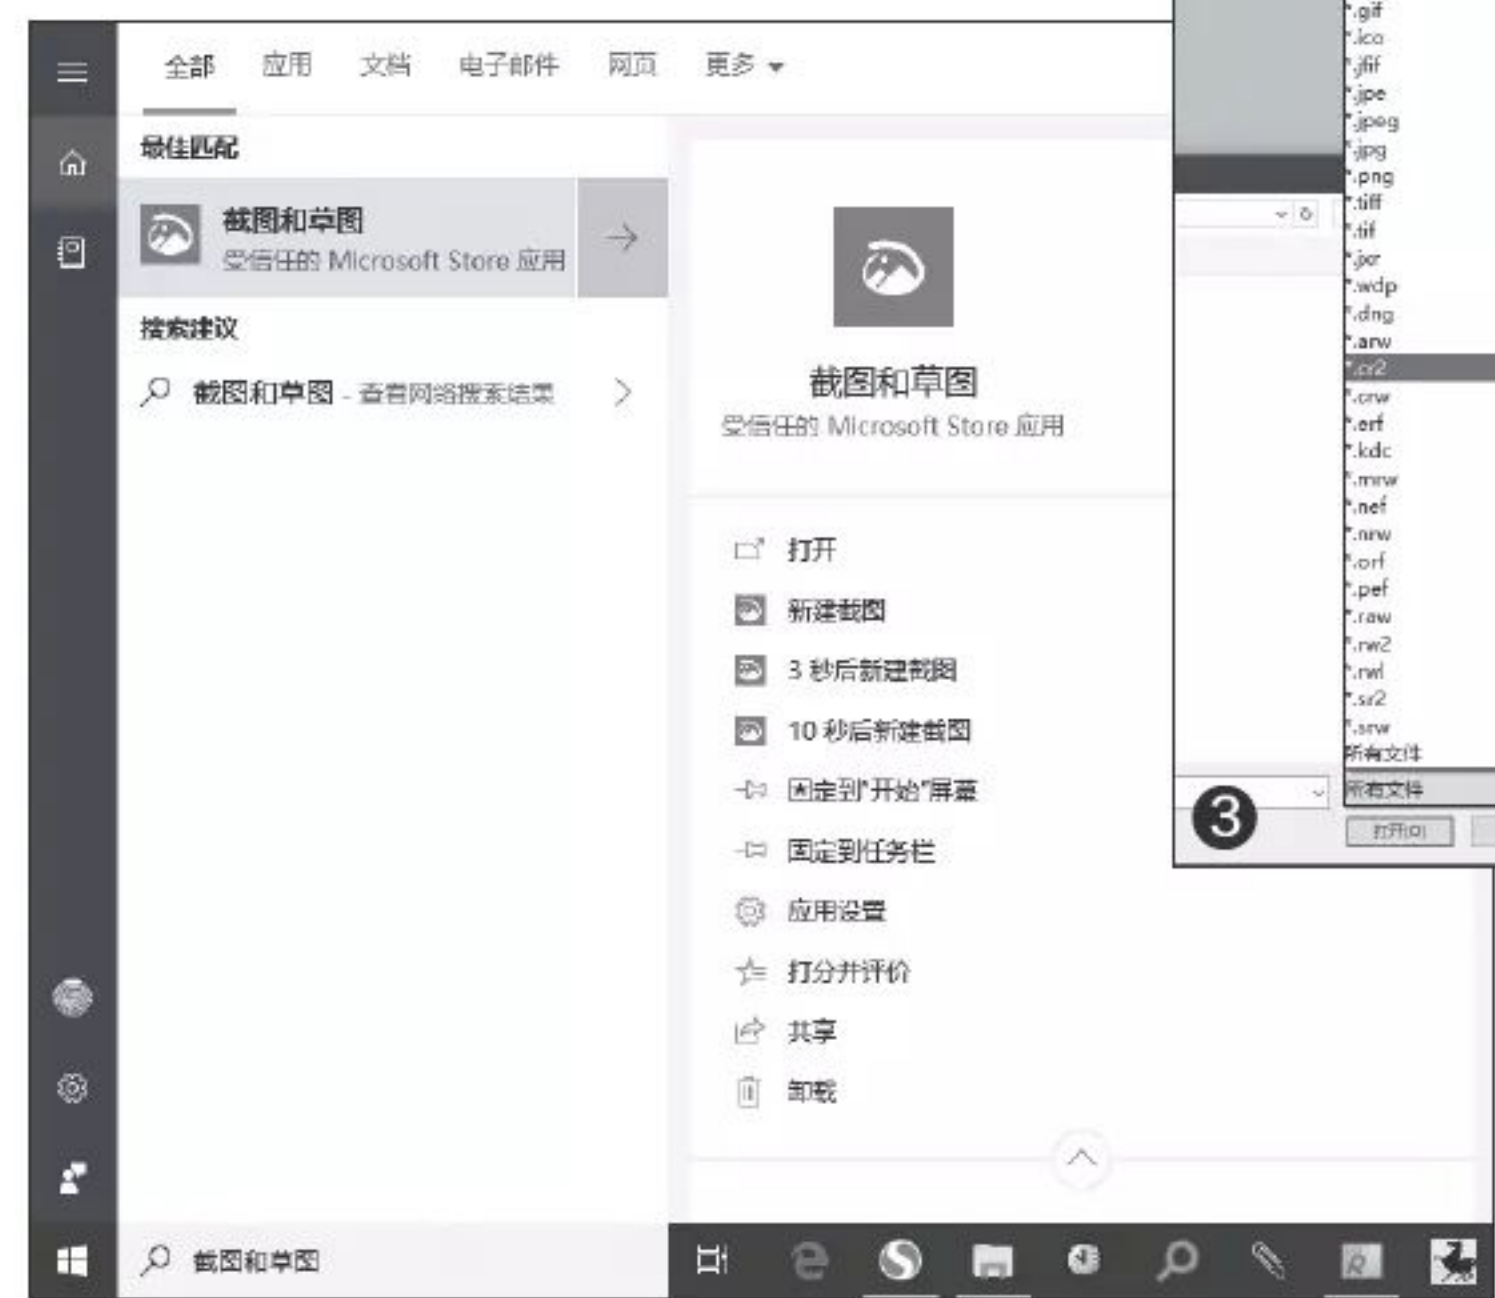 全部 应用 文档 电子邮件 网页 更多
最佳匹配
截图和草图
受信任的 Microsoft Store 应用
搜索建议
截图和草图 - 查看网络搜索结果
截图和草图
截图和草图
受信任的 Microsoft Store 应用
打开
新建截图
3 秒后新建截图
10 秒后新建截图
固定到"开始"屏幕
固定到任务栏
应用设置
打分并评价
共享
卸载
*.gif
*.ico
*.jfif
*.jpe
*.jpeg
*.jpg
*.png
*.tiff
*.tif
*.jxr
*.wdp
*.dng
*.arw
*.cr2
*.crw
*.erf
*.kdc
*.mrw
*.nef
*.nrw
*.orf
*.pef
*.raw
*.rw2
*.rwl
*.sr2
*.srw
所有文件
所有文件
打开(O)
3